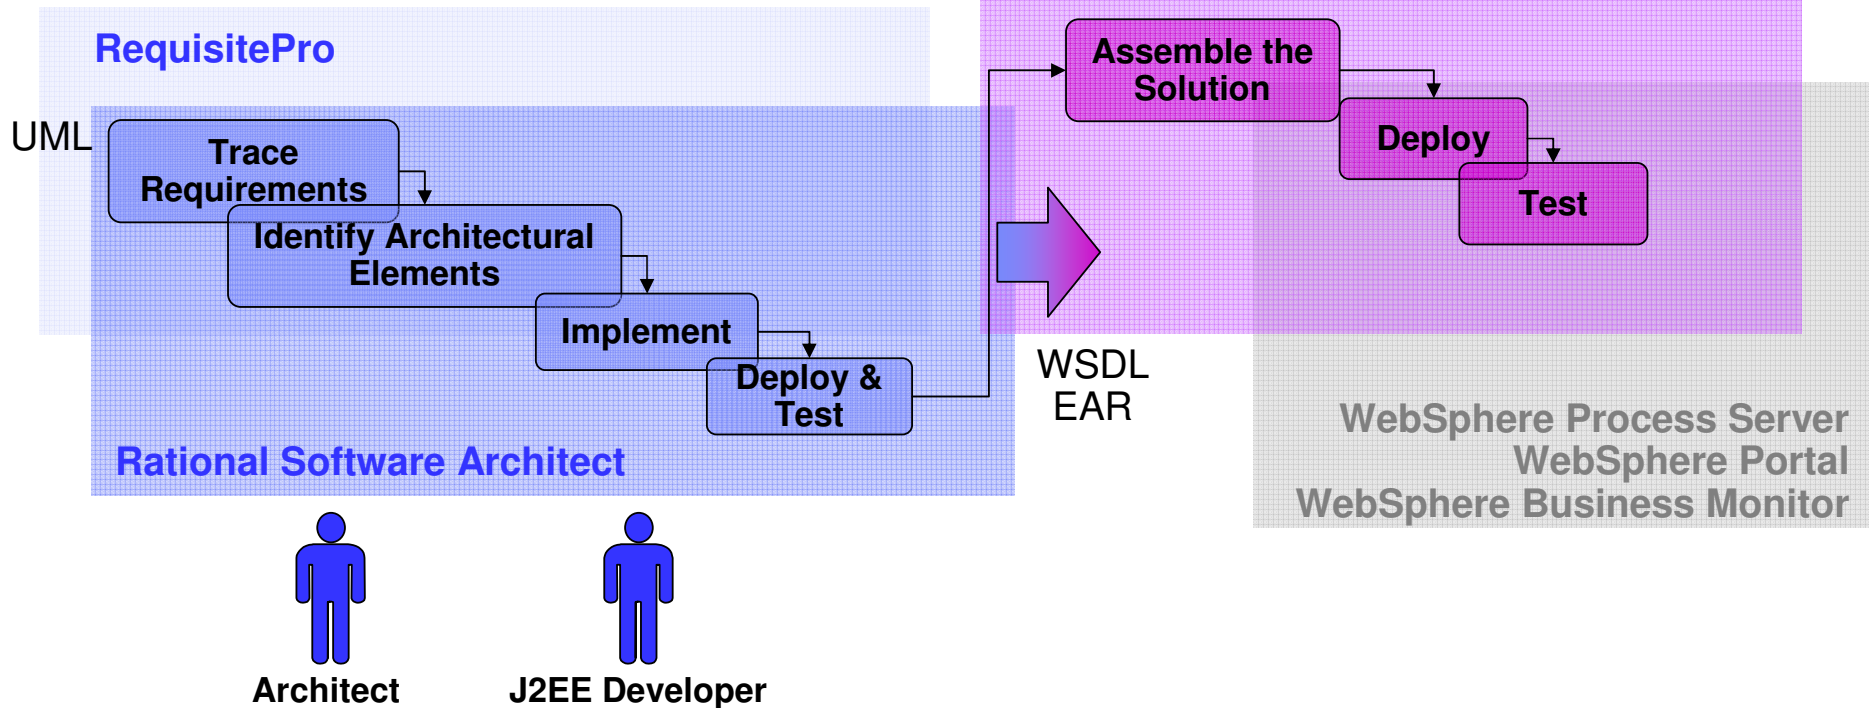 RequisitePro
UML
Trace
Requirements
Identify Architectural
Elements
Implement
Deploy &
Test
Rational Software Architect
Architect
J2EE Developer
Assemble the
Solution
Deploy
Test
WSDL
EAR
WebSphere Process Server
WebSphere Portal
WebSphere Business Monitor